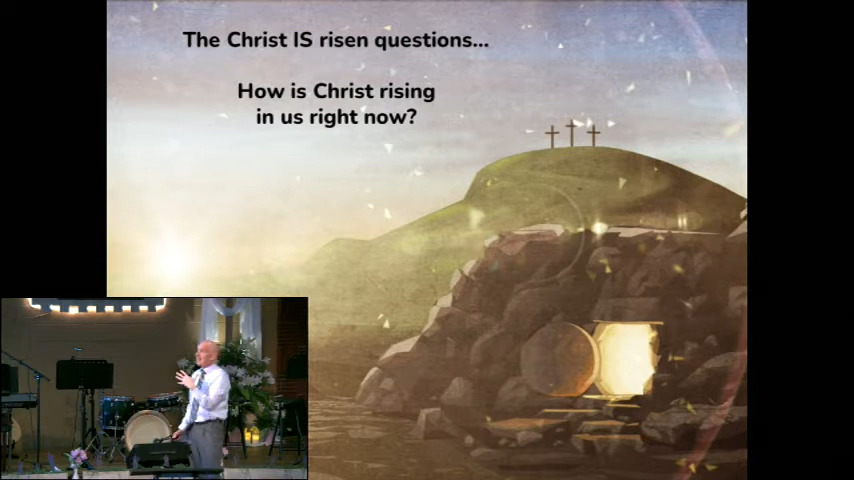 The Christ IS risen questions...
How is Christ rising
in us right now?